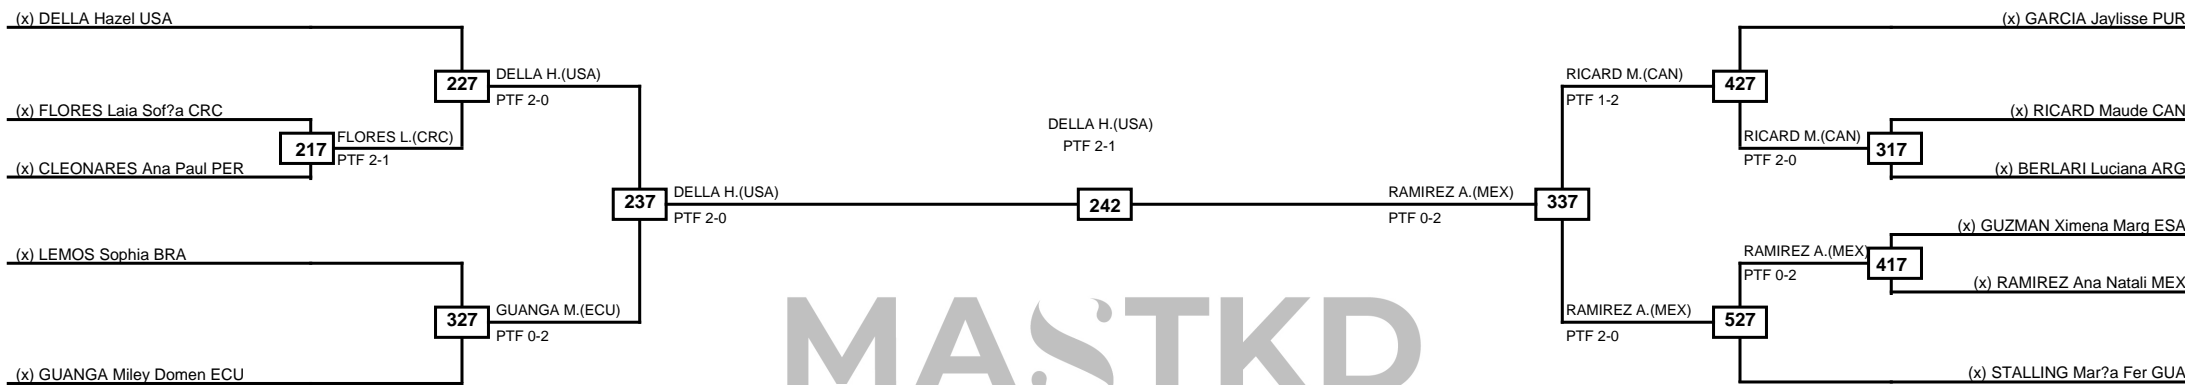 (x) DELLA Hazel USA
(x) GARCIA Jaylisse PUR
227
DELLA H.(USA)
PTF 2-0
RICARD M.(CAN)
PTF 1-2
427
(x) FLORES Laia Sof?a CRC
217
FLORES L.(CRC)
PTF 2-1
(x) CLEONARES Ana Paul PER
DELLA H.(USA)
PTF 2-1
RICARD M.(CAN)
PTF 2-0
317
(x) RICARD Maude CAN
(x) BERLARI Luciana ARG
237
DELLA H.(USA)
PTF 2-0
242
RAMIREZ A.(MEX)
PTF 0-2
337
(x) LEMOS Sophia BRA
327
GUANGA M.(ECU)
PTF 0-2
(x) GUANGA Miley Domen ECU
(x) GUZMAN Ximena Marg ESA
RAMIREZ A.(MEX)
PTF 0-2
417
(x) RAMIREZ Ana Natali MEX
RAMIREZ A.(MEX)
PTF 2-0
527
(x) STALLING Mar?a Fer GUA
MASTKD